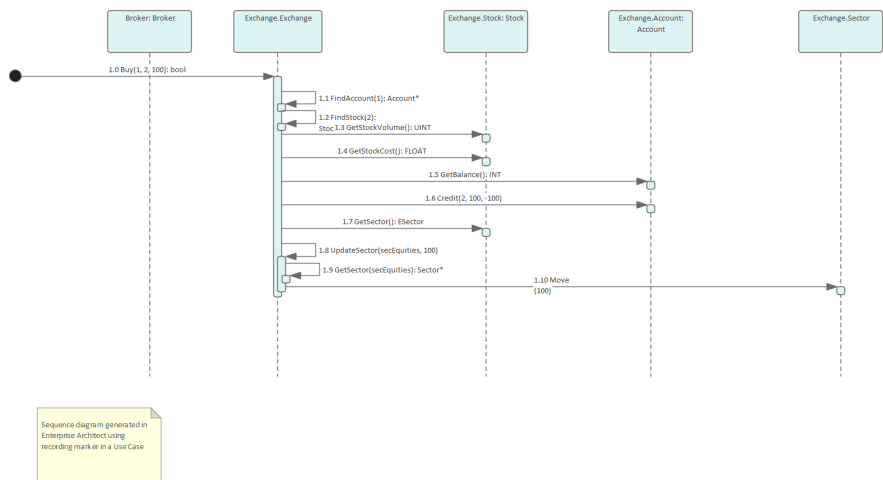 Broker: Broker
Exchange.Exchange
Exchange.Stock: Stock
Exchange.Account:
Account
Exchange.Sector
1.0 Buy(1, 2, 100): bool
1.1 FindAccount(1): Account*
1.2 FindStock(2):
Stoc
1.3 GetStockVolume(): UINT
1.4 GetStockCost(): FLOAT
1.5 GetBalance(): INT
1.6 Credit(2, 100, -100)
1.7 GetSector(): ESector
1.8 UpdateSector(secEquities, 100)
1.9 GetSector(secEquities): Sector*
1.10 Move
(100)
Sequence diagram generated in
Enterprise Architect using
recording marker in a Use Case